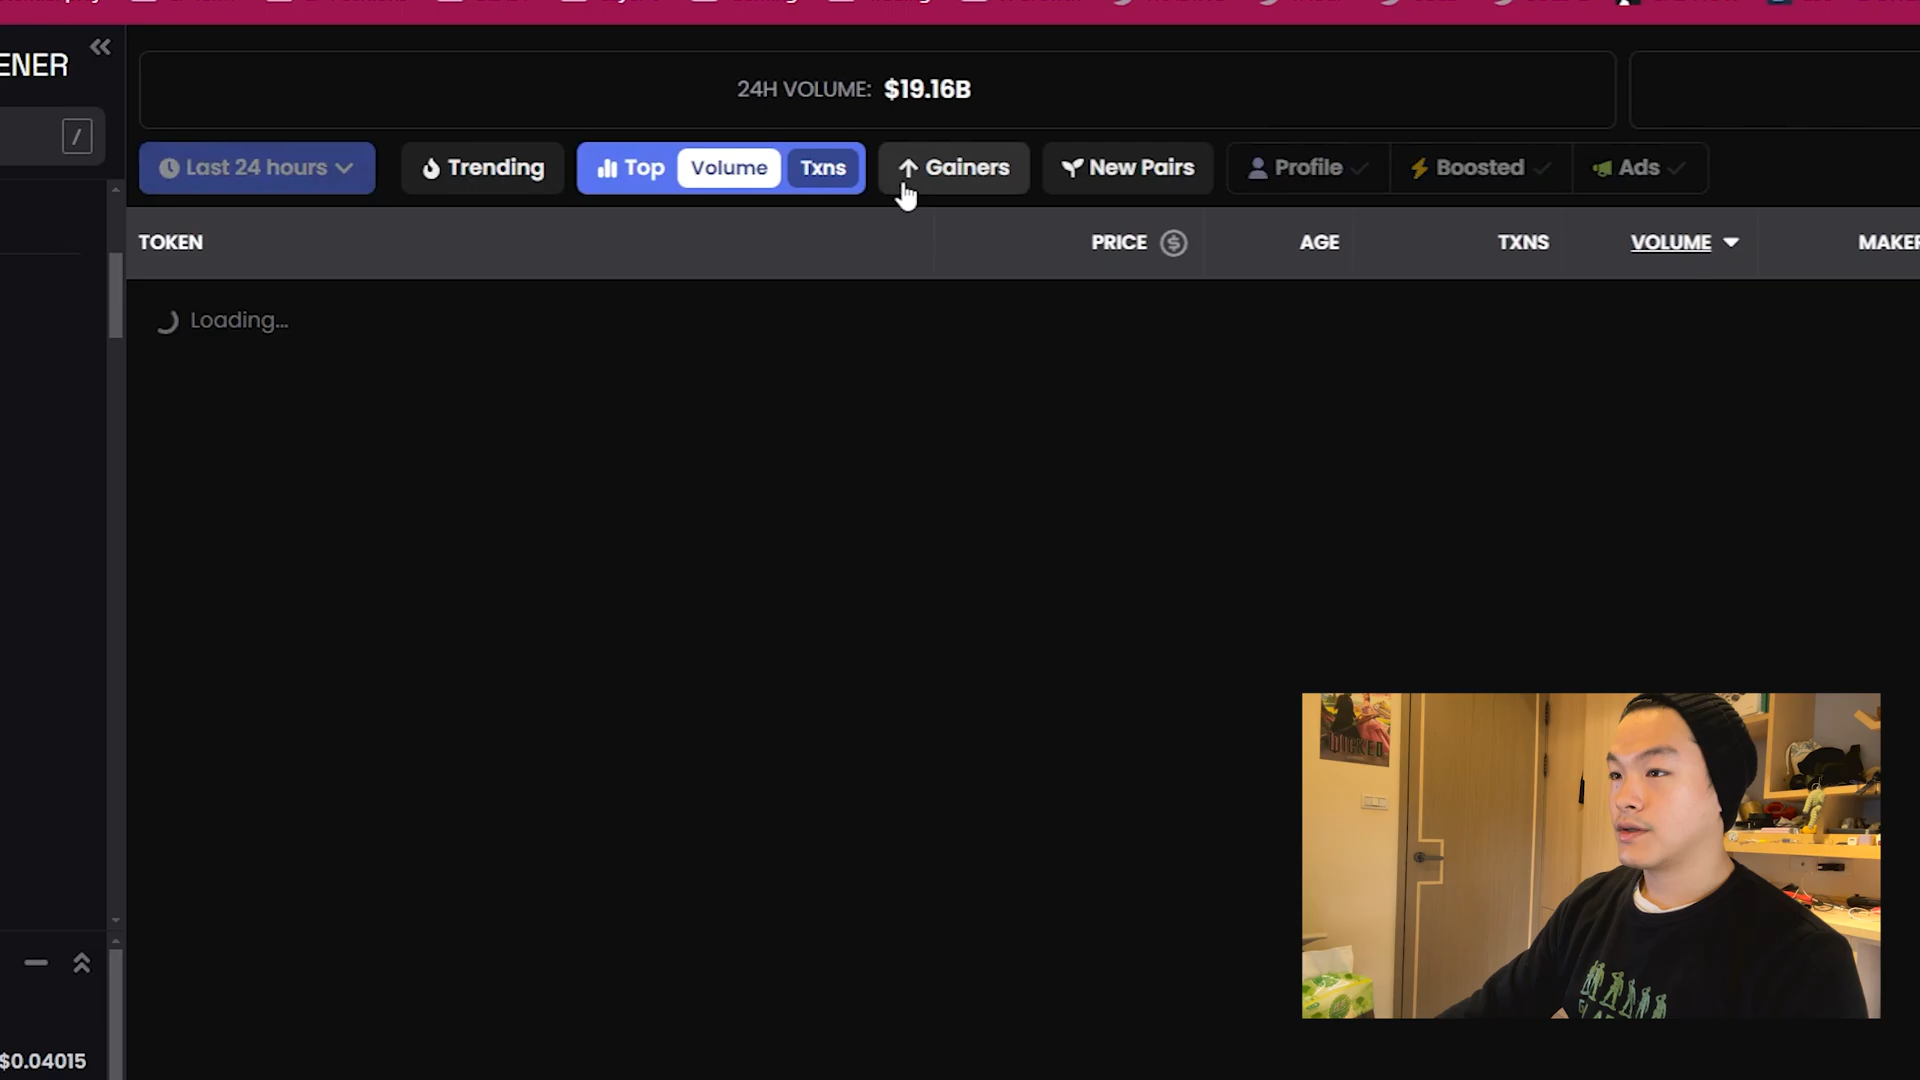 ENER
/
24H VOLUME: $19.16B
Last 24 hours
Trending
Top
Volume
Txns
Gainers
New Pairs
Profile
Boosted
Ads
TOKEN
PRICE
AGE
TXNS
VOLUME
MAKER
Loading...
WICKED
$0.04015